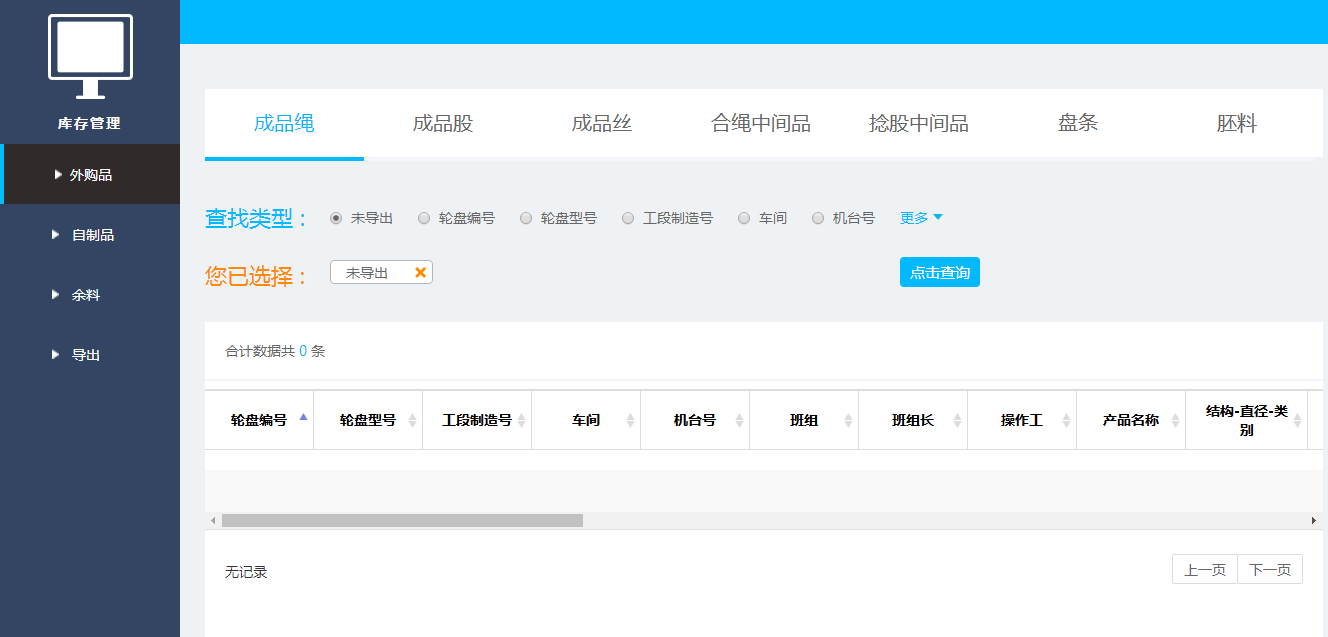 库存管理
外购品
自制品
余料
导出
成品绳 成品股 成品丝 合绳中间品 捻股中间品 盘条 胚料
查找类型： 未导出 轮盘编号 轮盘型号 工段制造号 车间 机台号 更多
您已选择： 未导出 点击查询
合计数据共 0 条
轮盘编号 轮盘型号 工段制造号 车间 机台号 班组 班组长 操作工 产品名称 结构-直径-类
别
无记录 上一页 下一页